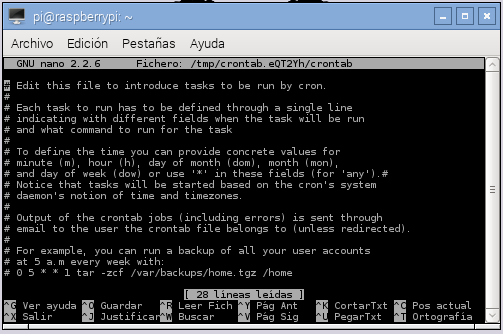 pi@raspberrypi: ~
Archivo Edición Pestañas Ayuda
GNU nano 2.2.6 Fichero: /tmp/crontab.eQT2Yh/crontab
# Edit this file to introduce tasks to be run by cron.
#
# Each task to run has to be defined through a single line
# indicating with different fields when the task will be run
# and what command to run for the task
#
# To define the time you can provide concrete values for
# minute (m), hour (h), day of month (dom), month (mon),
# and day of week (dow) or use '*' in these fields (for 'any').#
# Notice that tasks will be started based on the cron's system
# daemon's notion of time and timezones.
#
# Output of the crontab jobs (including errors) is sent through
# email to the user the crontab file belongs to (unless redirected).
#
# For example, you can run a backup of all your user accounts
# at 5 a.m every week with:
# 0 5 * * 1 tar -zcf /var/backups/home.tgz /home
[ 28 líneas leídas ]
^G Ver ayuda ^O Guardar ^R Leer Fich ^Y Pág Ant ^K CortarTxt ^C Pos actual
^X Salir ^J Justificar ^W Buscar ^V Pág Sig ^U PegarTxt ^T Ortografía